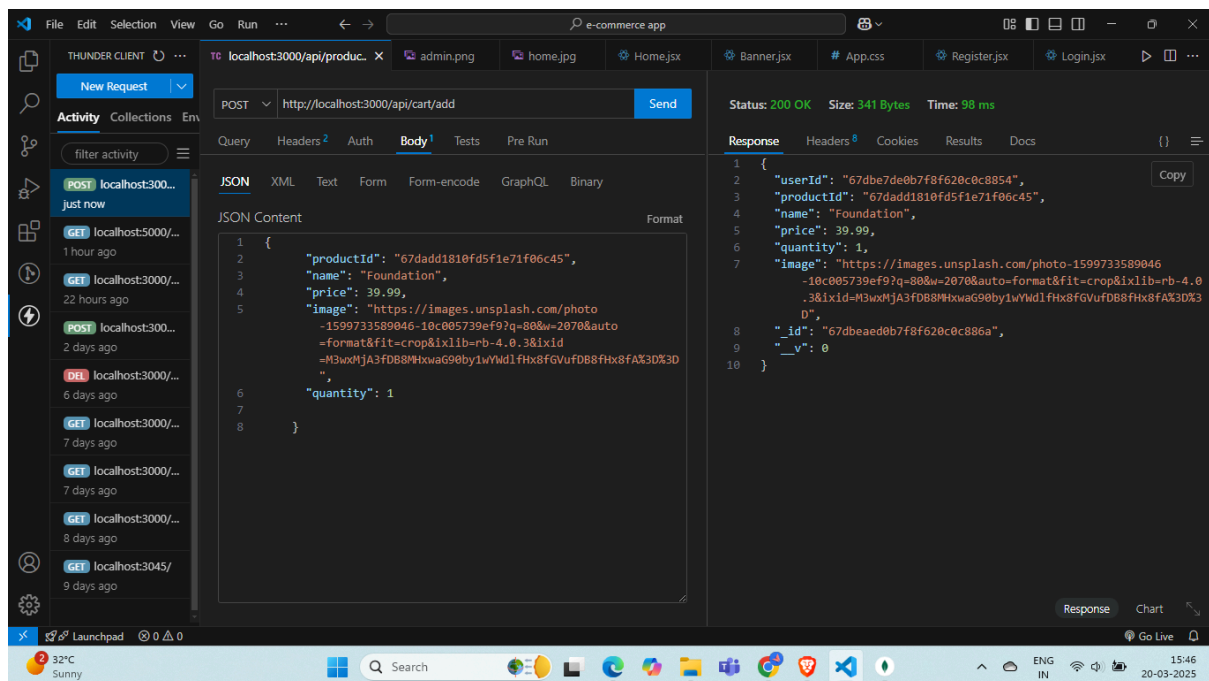 File Edit Selection View Go Run ··· e-commerce app
THUNDER CLIENT ···
New Request
Activity Collections Env
filter activity
POST localhost:300...
just now
GET localhost:5000/...
1 hour ago
GET localhost:3000/...
22 hours ago
POST localhost:300...
2 days ago
DEL localhost:3000/...
6 days ago
GET localhost:3000/...
7 days ago
GET localhost:3000/...
7 days ago
GET localhost:3000/...
8 days ago
GET localhost:3045/
9 days ago
TC localhost:3000/api/produc.. admin.png home.jpg Home.jsx Banner.jsx # App.css Register.jsx Login.jsx ···
POST http://localhost:3000/api/cart/add Send
Query Headers 2 Auth Body 1 Tests Pre Run
JSON XML Text Form Form-encode GraphQL Binary
JSON Content Format
1 {
2 "productId": "67dadd1810fd5f1e71f06c45",
3 "name": "Foundation",
4 "price": 39.99,
5 "image": "https://images.unsplash.com/photo
-1599733589046-10c005739ef9?q=80&w=2070&auto
=format&fit=crop&ixlib=rb-4.0.3&ixid
=M3wxMjA3fDB8MHxwaG90by1wYWdlfHx8fGVufDB8fHx8fA%3D%3D
",
6 "quantity": 1
7
8 }
Status: 200 OK Size: 341 Bytes Time: 98 ms
Response Headers 8 Cookies Results Docs { }
Copy
1 {
2 "userId": "67dbe7de0b7f8f620c0c8854",
3 "productId": "67dadd1810fd5f1e71f06c45",
4 "name": "Foundation",
5 "price": 39.99,
6 "quantity": 1,
7 "image": "https://images.unsplash.com/photo-1599733589046
-10c005739ef9?q=80&w=2070&auto=format&fit=crop&ixlib=rb-4.0
.3&ixid=M3wxMjA3fDB8MHxwaG90by1wYWdlfHx8fGVufDB8fHx8fA%3D%3
D",
8 "_id": "67dbeaed0b7f8f620c0c886a",
9 "__v": 0
10 }
Response Chart
Launchpad 0 0 Go Live
2
32°C
Sunny
Search
ENG
IN
15:46
20-03-2025